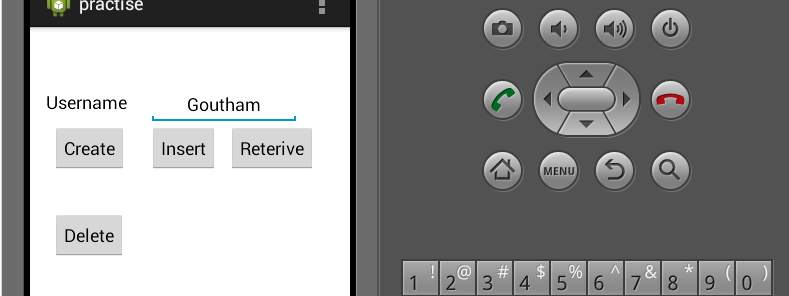 practise
Username Goutham
Create Insert Reterive
Delete
MENU
1 ! 2 @ 3 # 4 $ 5 % 6 ^ 7 & 8 * 9 ( 0 )